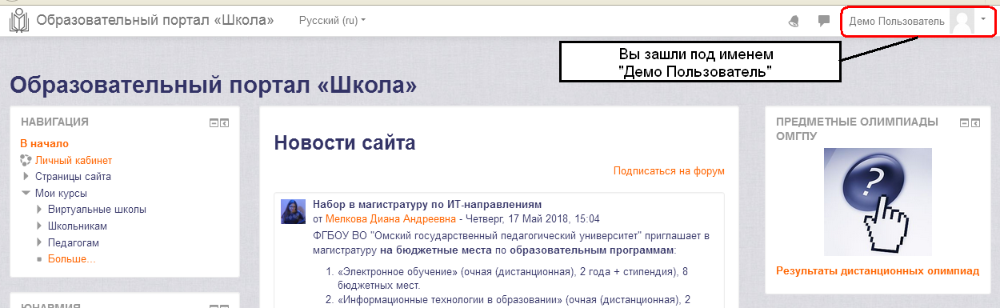 Образовательный портал «Школа»
Русский (ru)
Демо Пользователь
Вы зашли под именем
"Демо Пользователь"
Образовательный портал «Школа»
НАВИГАЦИЯ
В начало
Личный кабинет
Страницы сайта
Мои курсы
Виртуальные школы
Школьникам
Педагогам
Больше...
ЮНАРМИЯ
Новости сайта
Подписаться на форум
Набор в магистратуру по ИТ-направлениям
от Мелкова Диана Андреевна - Четверг, 17 Май 2018, 15:04
ФГБОУ ВО "Омский государственный педагогический университет" приглашает в
магистратуру на бюджетные места по образовательным программам:
1. «Электронное обучение» (очная (дистанционная), 2 года + стипендия), 8
бюджетных мест.
2. «Информационные технологии в образовании» (очная (дистанционная), 2
ПРЕДМЕТНЫЕ ОЛИМПИАДЫ
ОМГПУ
?
Результаты дистанционных олимпиад